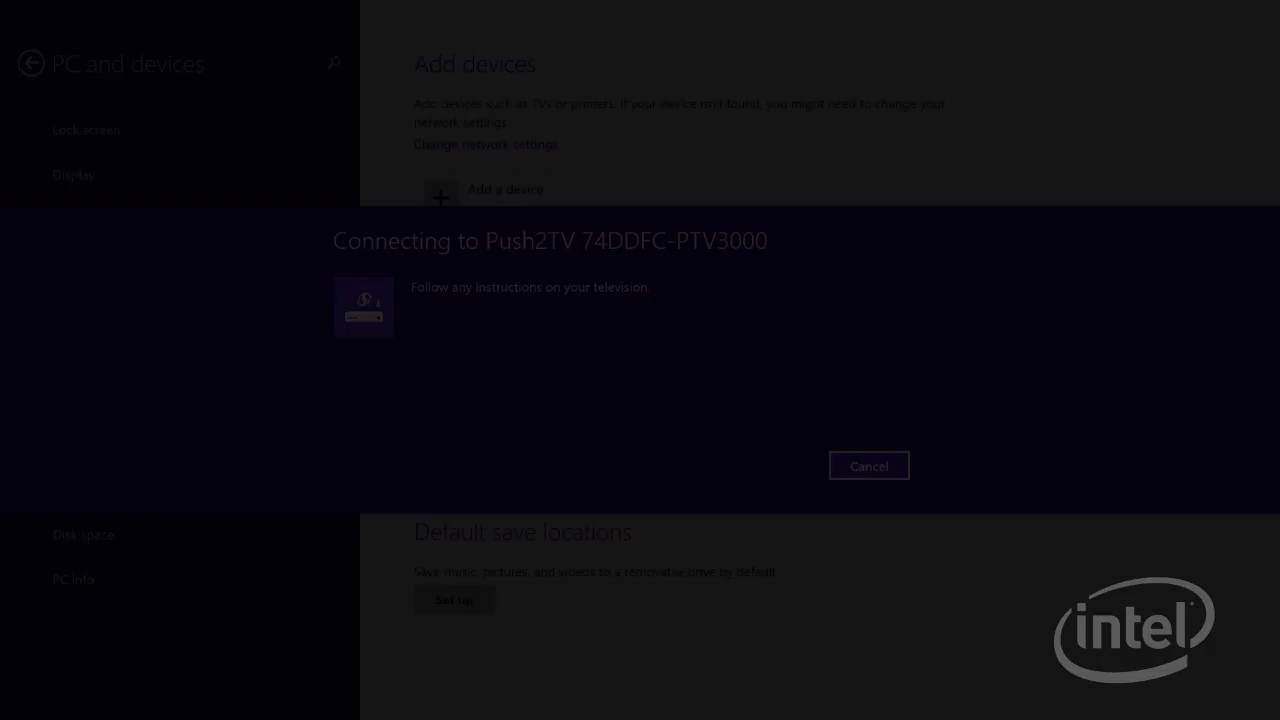 PC and devices
Lock screen
Display
Add devices
Add devices such as TVs or printers. If your device isn't found, you might need to change your
network settings.
Change network settings
Add a device
Connecting to Push2TV 74DDFC-PTV3000
Follow any instructions on your television.
Cancel
Disk space
PC info
Default save locations
Save music, pictures, and videos to a removable drive by default
Set up
intel